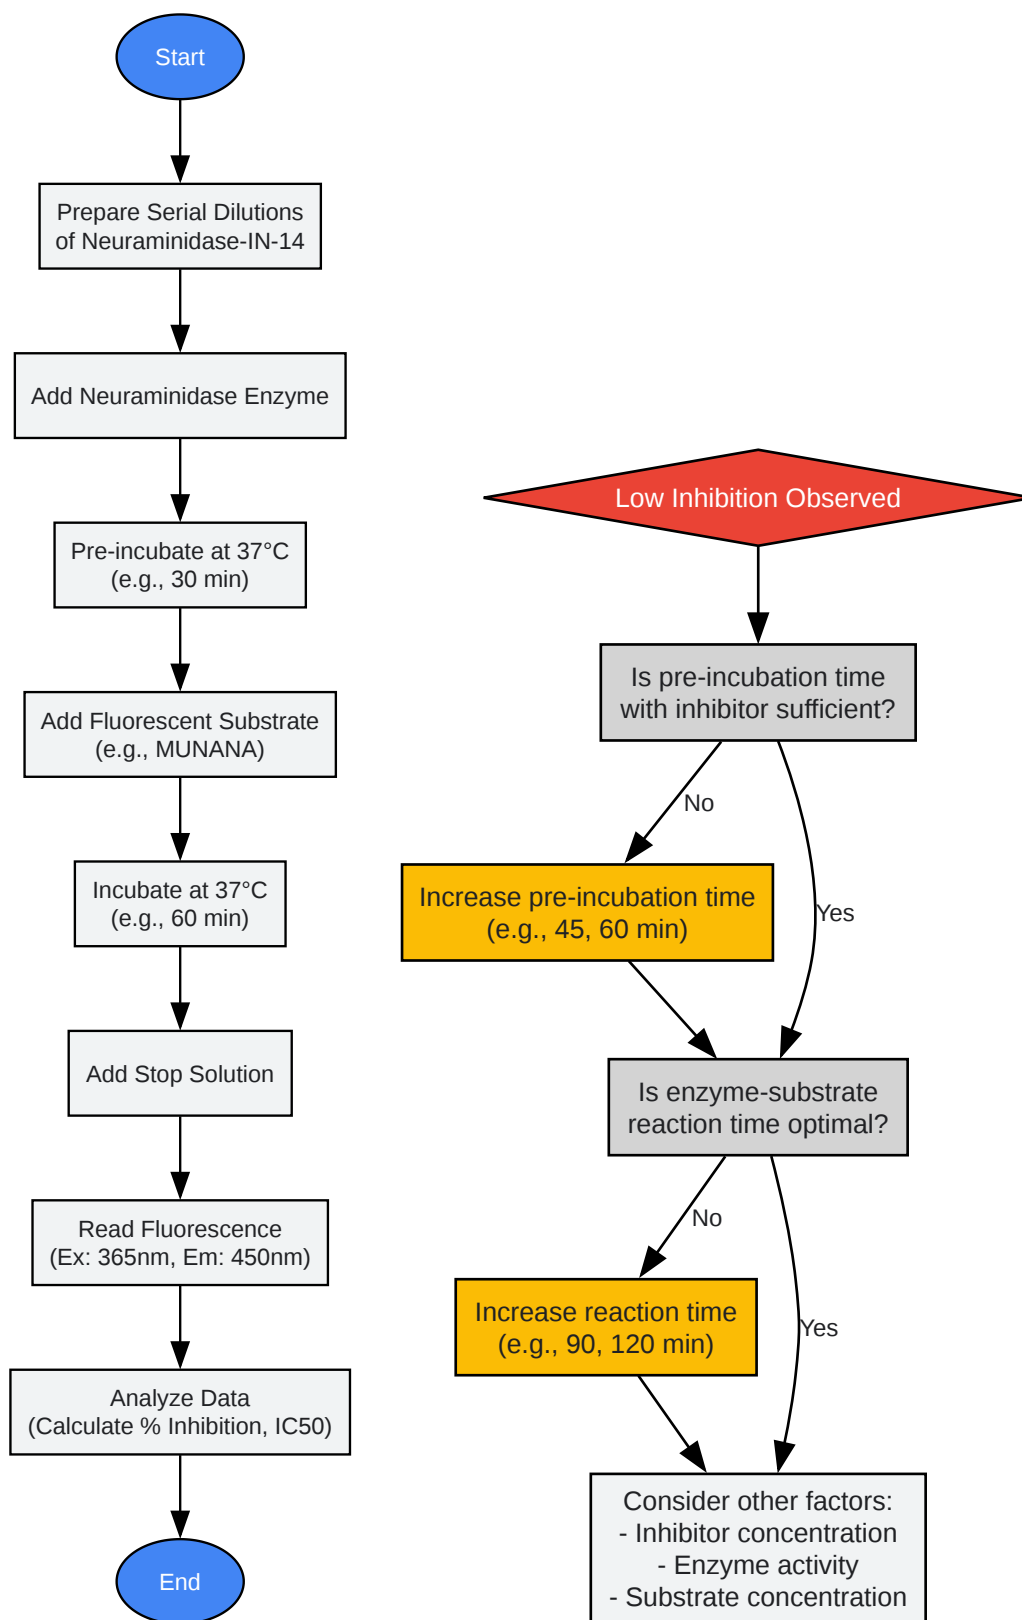 Start
Prepare Serial Dilutions
of Neuraminidase-IN-14
Add Neuraminidase Enzyme
Pre-incubate at 37°C
(e.g., 30 min)
Add Fluorescent Substrate
(e.g., MUNANA)
Incubate at 37°C
(e.g., 60 min)
Add Stop Solution
Read Fluorescence
(Ex: 365nm, Em: 450nm)
Analyze Data
(Calculate % Inhibition, IC50)
End
Low Inhibition Observed
Is pre-incubation time
with inhibitor sufficient?
No
Increase pre-incubation time
(e.g., 45, 60 min)
Yes
Is enzyme-substrate
reaction time optimal?
No
Increase reaction time
(e.g., 90, 120 min)
Yes
Consider other factors:
- Inhibitor concentration
- Enzyme activity
- Substrate concentration